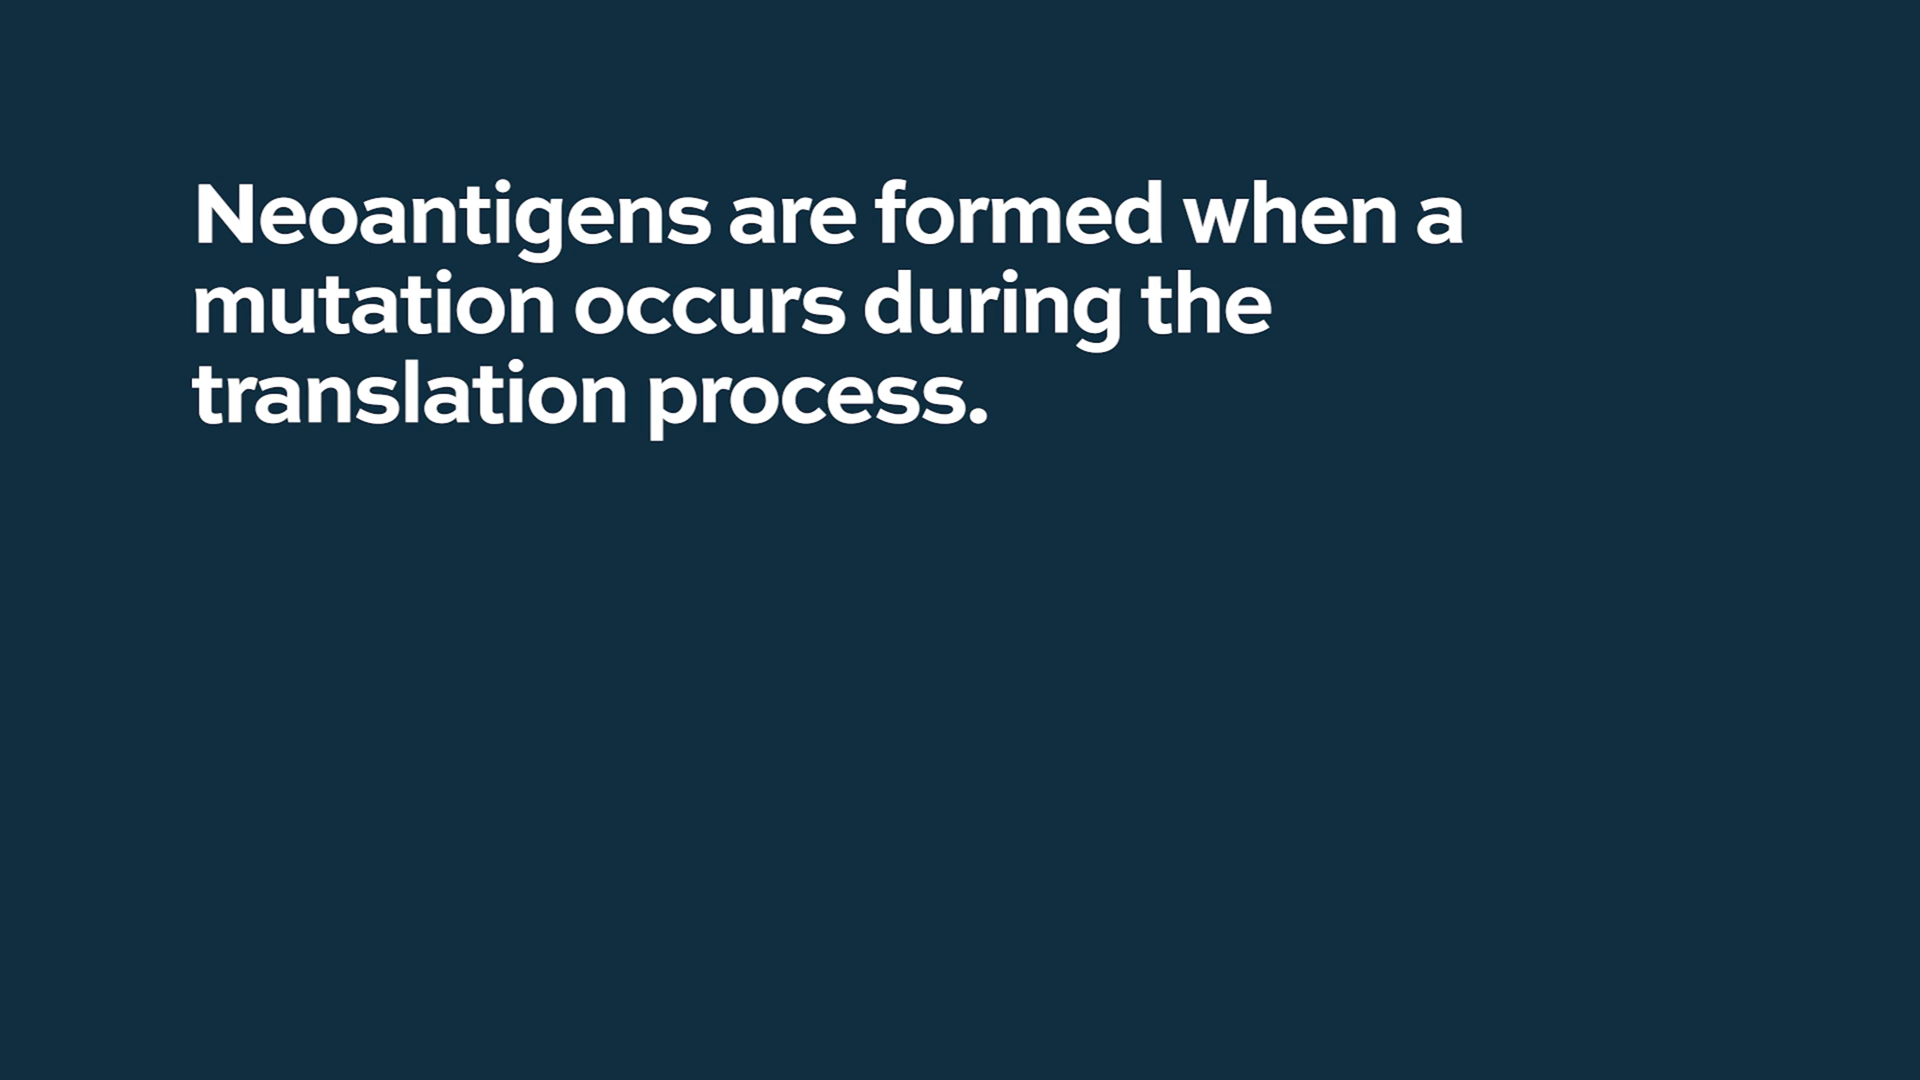 Neoantigens are formed when a
mutation occurs during the
translation process.